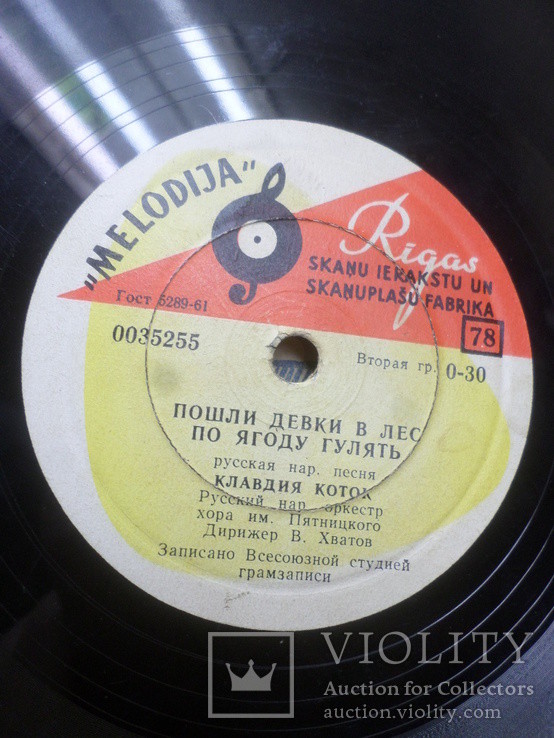 „MELODIJA”
Rīgas
SKAŅU IERAKSTU UN
SKAŅUPLAŠU FABRIKA
Гост 5289-61
78
0035255
Вторая гр. 0-30
ПОШЛИ ДЕВКИ В ЛЕС
ПО ЯГОДУ ГУЛЯТЬ
русская нар. песня
КЛАВДИЯ КОТОК
Русский нар оркестр
хора им. Пятницкого
Дирижер В. Хватов
Записано Всесоюзной студией
грамзаписи
VIOLITY
Auction for Collectors
auction.violity.com